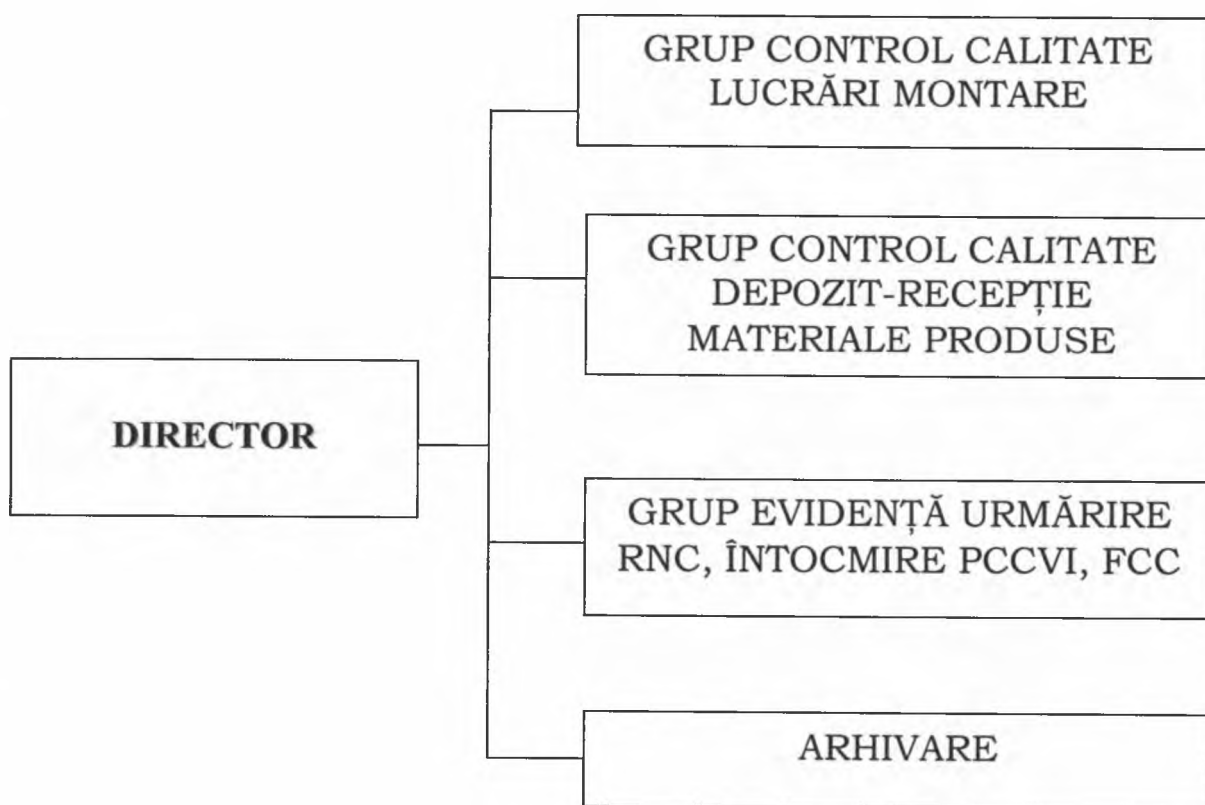 GRUP CONTROL CALITATE
LUCRĂRI MONTARE
GRUP CONTROL CALITATE
DEPOZIT-RECEPȚIE
MATERIALE PRODUSE
DIRECTOR
GRUP EVIDENȚĂ URMĂRIRE
RNC, ÎNTOCMIRE PCCVI, FCC
ARHIVARE